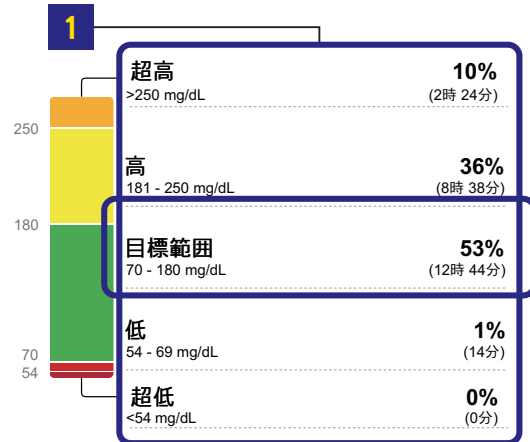 1
超高 10%
>250 mg/dL (2時 24分)
250
高 36%
181 - 250 mg/dL (8時 38分)
180
目標範囲 53%
70 - 180 mg/dL (12時 44分)
低 1%
70
54 - 69 mg/dL (14分)
54
超低 0%
<54 mg/dL (0分)